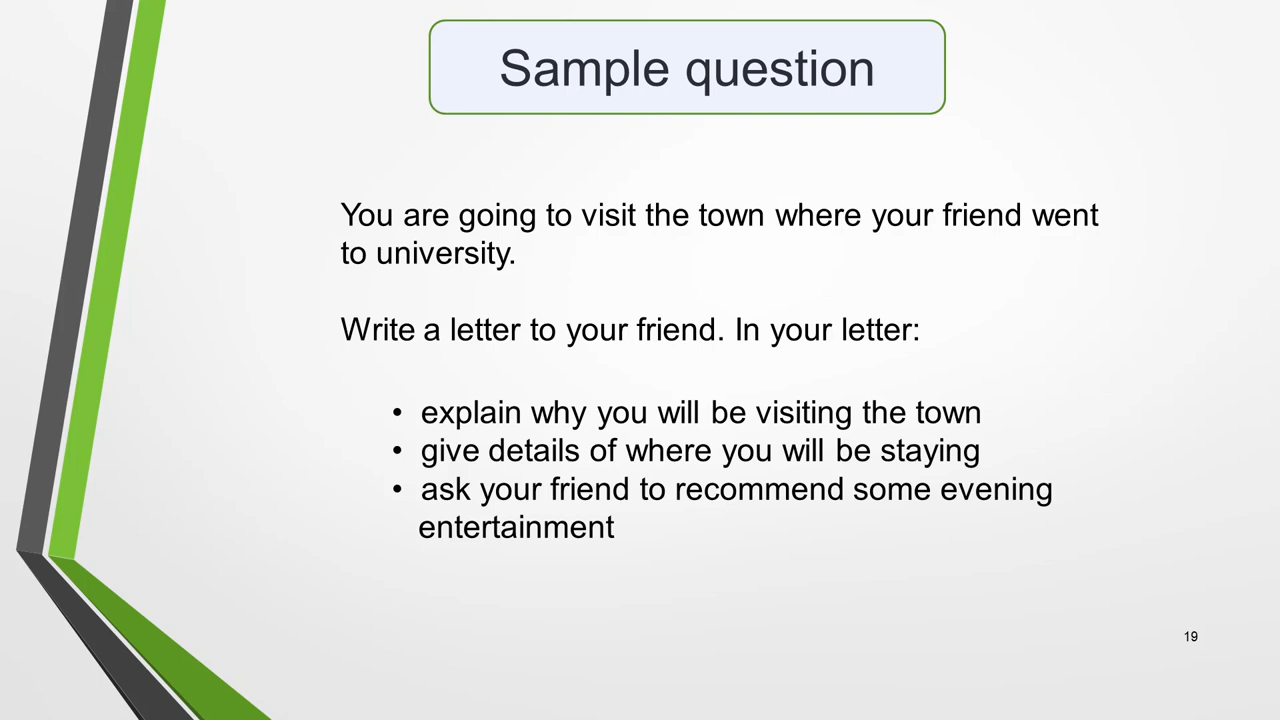 Sample question
You are going to visit the town where your friend went
to university.
Write a letter to your friend. In your letter:
• explain why you will be visiting the town
• give details of where you will be staying
• ask your friend to recommend some evening
entertainment
19